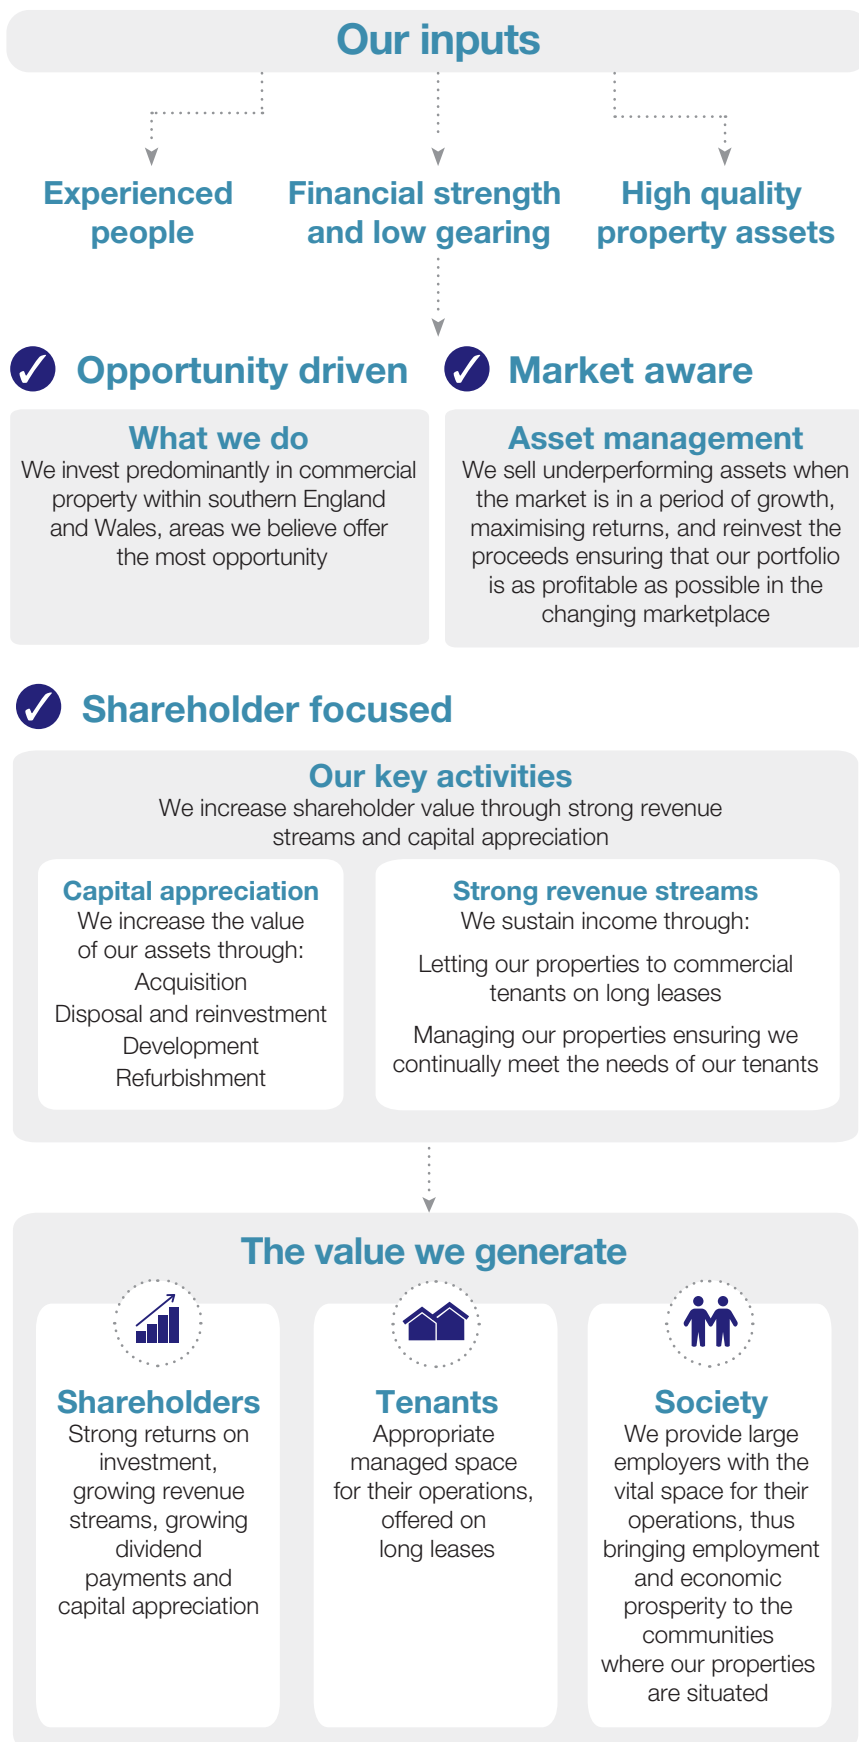 Our inputs
Experienced
people
Financial strength
and low gearing
High quality
property assets
Opportunity driven
What we do
We invest predominantly in commercial
property within southern England
and Wales, areas we believe offer
the most opportunity
Market aware
Asset management
We sell underperforming assets when
the market is in a period of growth,
maximising returns, and reinvest the
proceeds ensuring that our portfolio
is as profitable as possible in the
changing marketplace
Shareholder focused
Our key activities
We increase shareholder value through strong revenue
streams and capital appreciation
Capital appreciation
We increase the value
of our assets through:
Acquisition
Disposal and reinvestment
Development
Refurbishment
Strong revenue streams
We sustain income through:
Letting our properties to commercial
tenants on long leases
Managing our properties ensuring we
continually meet the needs of our tenants
The value we generate
Shareholders
Strong returns on
investment,
growing revenue
streams, growing
dividend
payments and
capital appreciation
Tenants
Appropriate
managed space
for their operations,
offered on
long leases
Society
We provide large
employers with the
vital space for their
operations, thus
bringing employment
and economic
prosperity to the
communities
where our properties
are situated